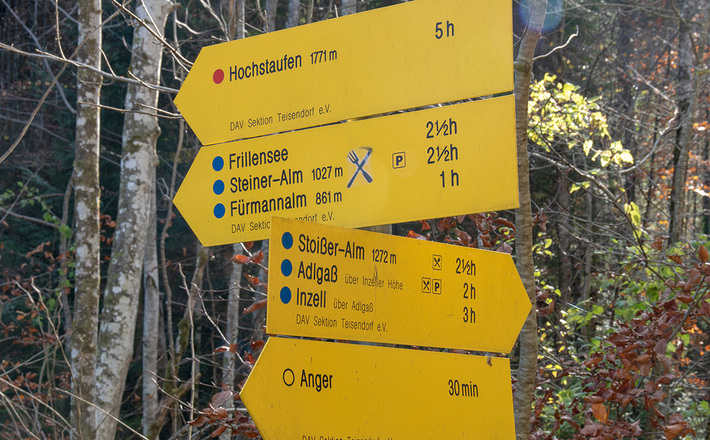 Hochstaufen 1771 m 5 h
DAV Sektion Teisendorf e.V.
Frillensee 2½h
Steiner-Alm 1027 m P 2½h
Fürmannalm 861 m 1 h
DAV Sektion Teisendorf e.V.
Stoißer-Alm 1272 m 2½h
Adlgaß über Inzeller Höhe P 2 h
Inzell über Adlgaß 3 h
DAV Sektion Teisendorf e.V.
Anger 30 min